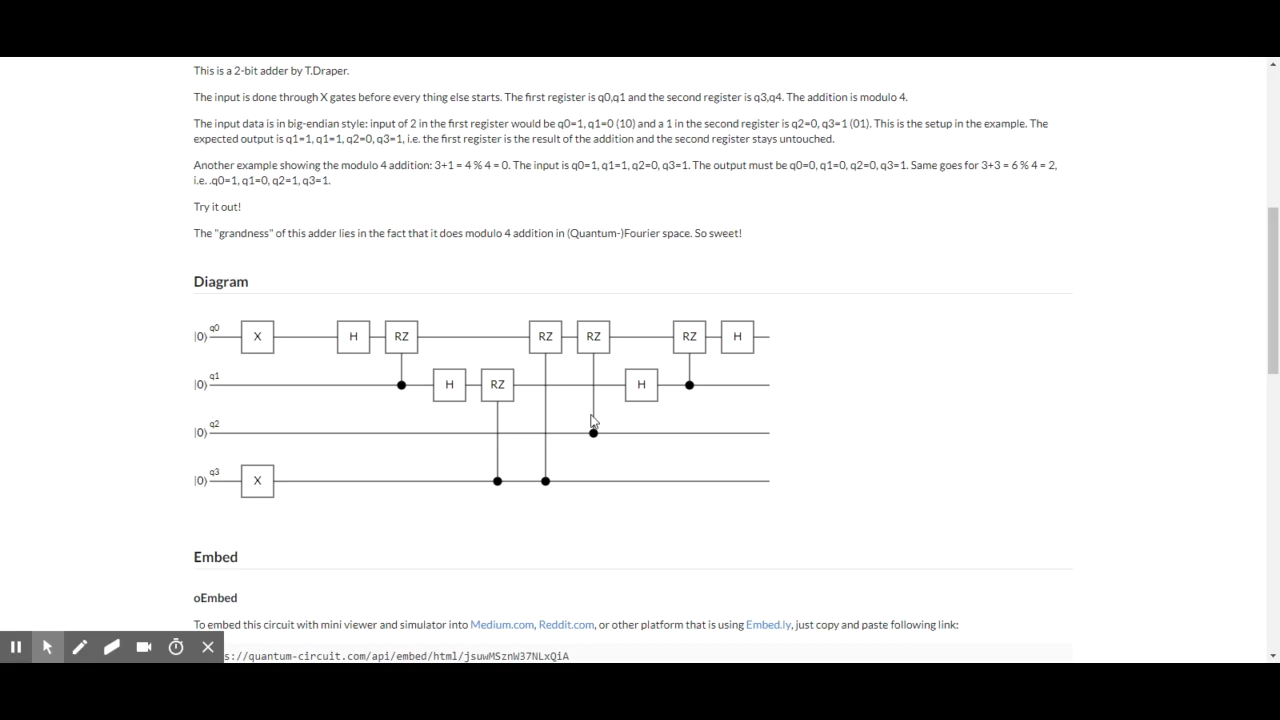 This is a 2-bit adder by T.Draper.
The input is done through X gates before every thing else starts. The first register is q0,q1 and the second register is q3,q4. The addition is modulo 4.
The input data is in big-endian style: input of 2 in the first register would be q0=1, q1=0 (10) and a 1 in the second register is q2=0, q3=1 (01). This is the setup in the example. The
expected output is q1=1, q1=1, q2=0, q3=1, i.e. the first register is the result of the addition and the second register stays untouched.
Another example showing the modulo 4 addition: 3+1 = 4 % 4 = 0. The input is q0=1, q1=1, q2=0, q3=1. The output must be q0=0, q1=0, q2=0, q3=1. Same goes for 3+3 = 6 % 4 = 2,
i.e. .q0=1, q1=0, q2=1, q3=1.
Try it out!
The "grandness" of this adder lies in the fact that it does modulo 4 addition in (Quantum-)Fourier space. So sweet!
Diagram
|0⟩ q0 X H RZ RZ RZ RZ H
|0⟩ q1 H RZ H
|0⟩ q2
|0⟩ q3 X
Embed
oEmbed
To embed this circuit with mini viewer and simulator into Medium.com, Reddit.com, or other platform that is using Embed.ly, just copy and paste following link:
s://quantum-circuit.com/api/embed/html/jsuwMSznW37NLxQiA